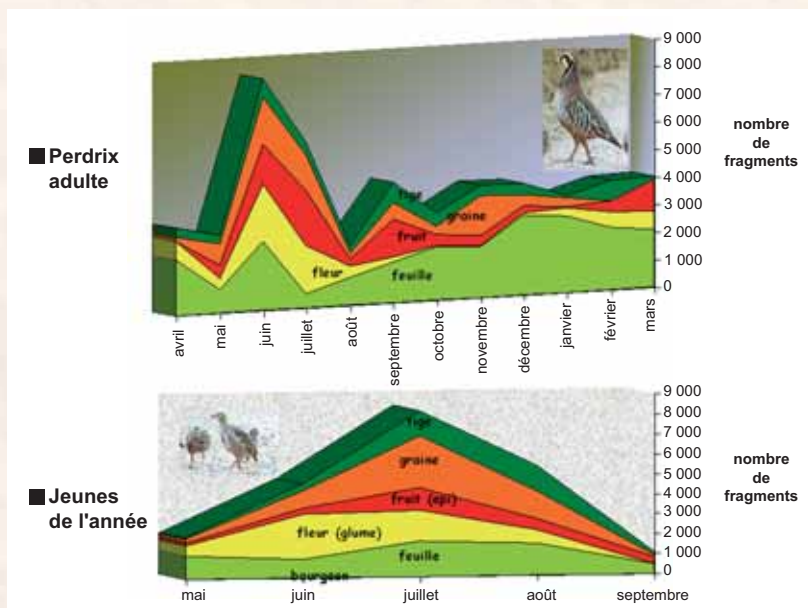 9 000
8 000
7 000
6 000
5 000
4 000
3 000
2 000
1 000
0
nombre
de
fragments
Perdrix
adulte
tige
graine
fruit
fleur
feuille
avril
mai
juin
juillet
août
septembre
octobre
novembre
décembre
janvier
février
mars
9 000
8 000
7 000
6 000
5 000
4 000
3 000
2 000
1 000
0
nombre
de
fragments
Jeunes
de l'année
tige
graine
fruit (epi)
fleur (glume)
feuille
bourgeon
mai
juin
juillet
août
septembre